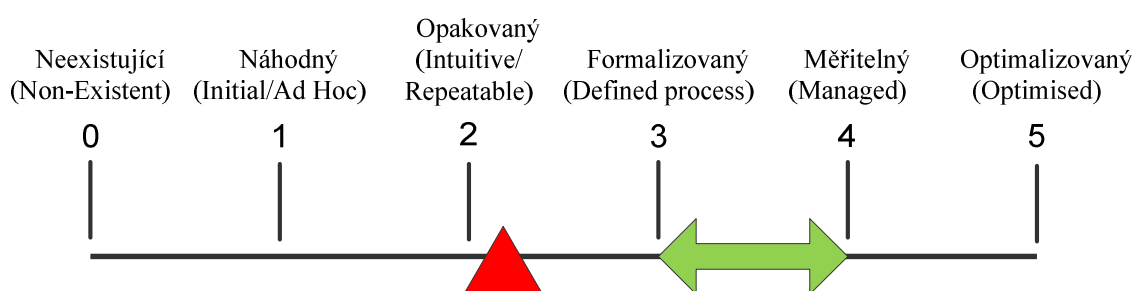 Neexistující
(Non-Existent)
0
Náhodný
(Initial/Ad Hoc)
1
Opakovaný
(Intuitive/
Repeatable)
2
Formalizovaný
(Defined process)
3
Měřitelný
(Managed)
4
Optimalizovaný
(Optimised)
5